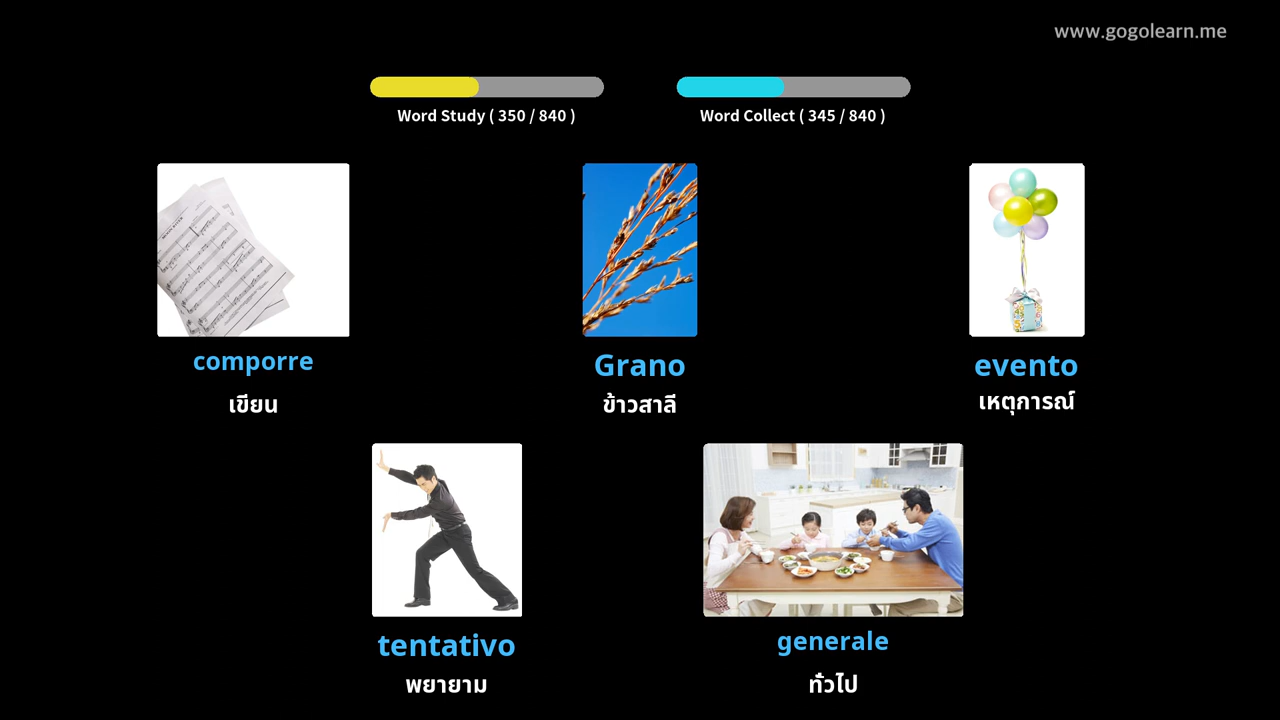 www.gogolearn.me
Word Study ( 350 / 840 )
Word Collect ( 345 / 840 )
comporre
เขียน
Grano
ข้าวสาลี
evento
เหตุการณ์
tentativo
พยายาม
generale
ทั่วไป